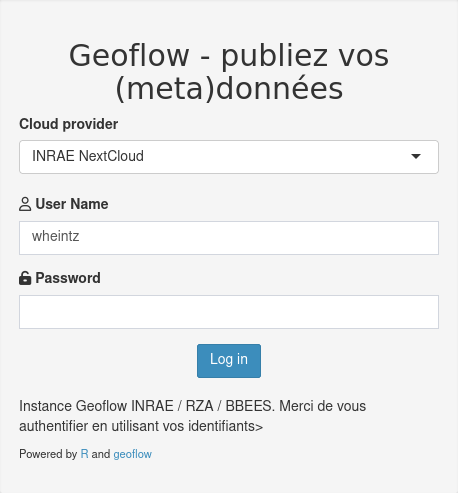 Geoflow - publiez vos
(meta)données
Cloud provider
INRAE NextCloud
User Name
wheintz
Password
Log in
Instance Geoflow INRAE / RZA / BBEES. Merci de vous
authentifier en utilisant vos identifiants>
Powered by R and geoflow